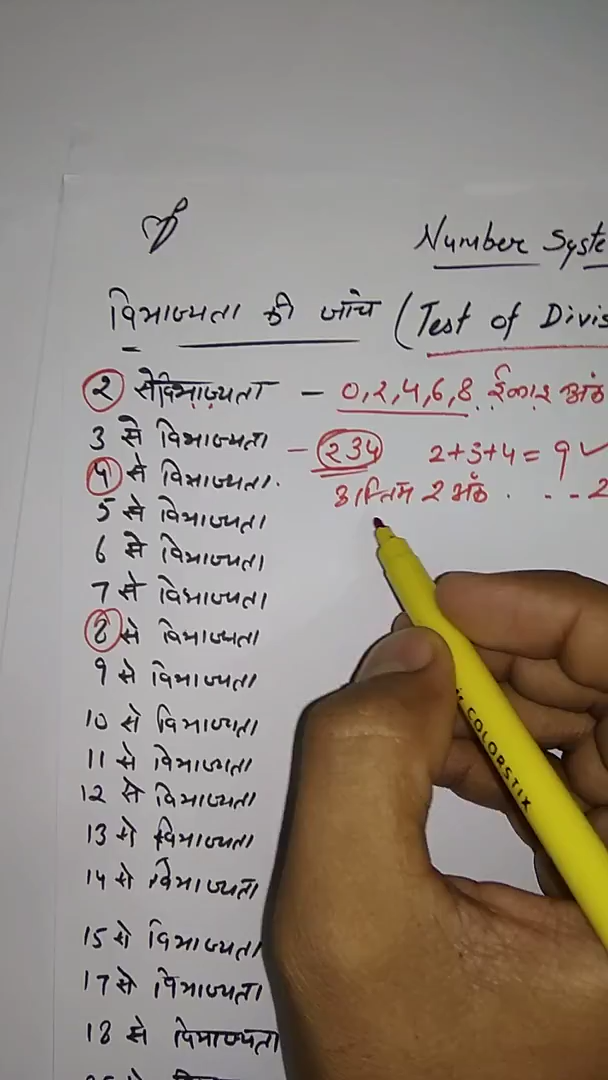 Number Syste
विभाज्यता की जांच (Test of Divis
2 से विभाज्यता - 0,2,4,6,8 ईकाई अंक
3 से विभाज्यता - 234 2+3+4=9✓
4 से विभाज्यता. अन्तिम 2 अंक . . - - 2
5 से विभाज्यता
6 से विभाज्यता
7 से विभाज्यता
8 से विभाज्यता
9 से विभाज्यता
10 से विभाज्यता
11 से विभाज्यता
12 से विभाज्यता
13 से विभाज्यता
14 से विभाज्यता
15 से विभाज्यता
17 से विभाज्यता
18 से विभाज्यता
COLORSTIX